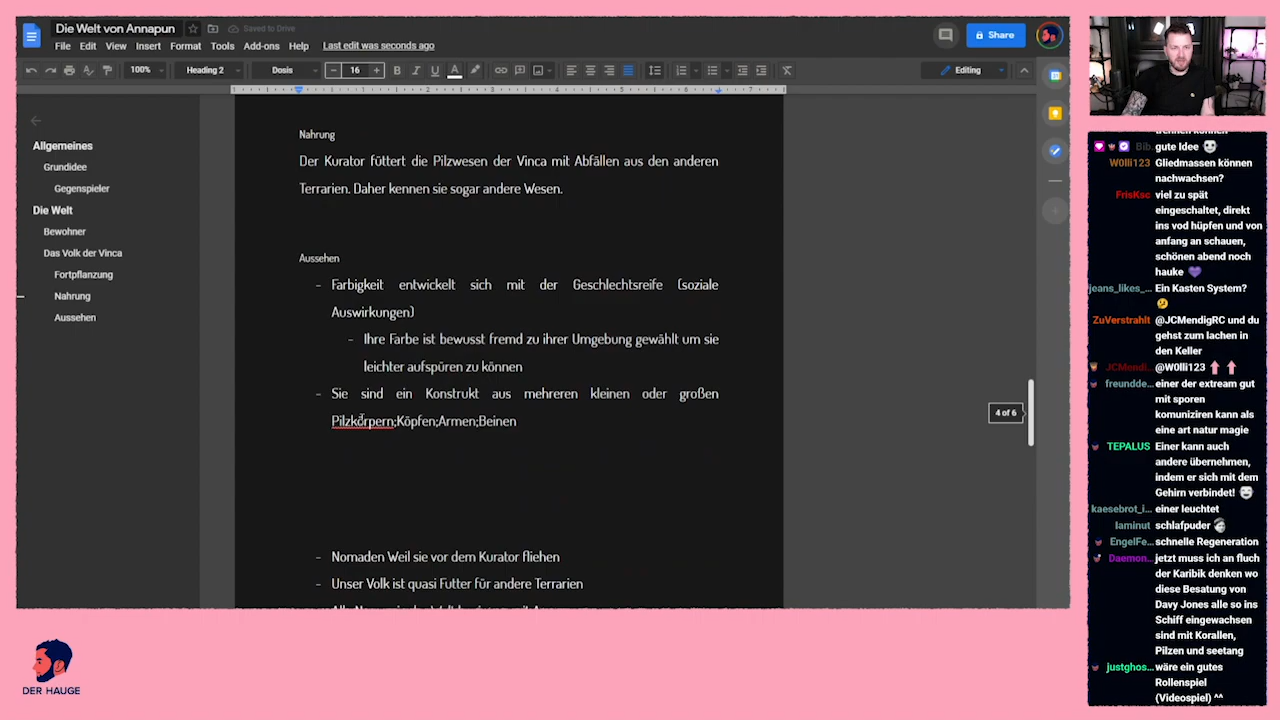 Die Welt von Annapun
Saved to Drive
File Edit View Insert Format Tools Add-ons Help Last edit was seconds ago
Share
100% Heading 2 Dosis 16
Editing
Allgemeines
Grundidee
Gegenspieler
Die Welt
Bewohner
Das Volk der Vinca
Fortpflanzung
Nahrung
Aussehen
Nahrung
Der Kurator füttert die Pilzwesen der Vinca mit Abfällen aus den anderen
Terrarien. Daher kennen sie sogar andere Wesen.
Aussehen
- Farbigkeit entwickelt sich mit der Geschlechtsreife (soziale
Auswirkungen)
- Ihre Farbe ist bewusst fremd zu ihrer Umgebung gewählt um sie
leichter aufspüren zu können
- Sie sind ein Konstrukt aus mehreren kleinen oder großen
Pilzkörpern;Köpfen;Armen;Beinen
4 of 6
- Nomaden Weil sie vor dem Kurator fliehen
- Unser Volk ist quasi Futter für andere Terrarien
DER HAUGE
Bib. gute Idee
W0lli123 Gliedmassen können
nachwachsen?
FrisKsc viel zu spät
eingeschaltet, direkt
ins vod hüpfen und von
anfang an schauen,
schönen abend noch
hauke
jeans_likes_... Ein Kasten System?
ZuVerstrahlt @JCMendigRC und du
gehst zum lachen in
den Keller
JCMendi... @W0lli123
freundde... einer der extream gut
mit sporen
komuniziren kann als
eine art natur magie
TEPALUS Einer kann auch
andere übernehmen,
indem er sich mit dem
Gehirn verbindet!
kaesebrot_i... einer leuchtet
laminut schlafpuder
EngelFe... schnelle Regeneration
Daemon... jetzt muss ich an fluch
der Karibik denken wo
diese Besatung von
Davy Jones alle so ins
Schiff eingewachsen
sind mit Korallen,
Pilzen und seetang
justghos... wäre ein gutes
Rollenspiel
(Videospiel) ^^